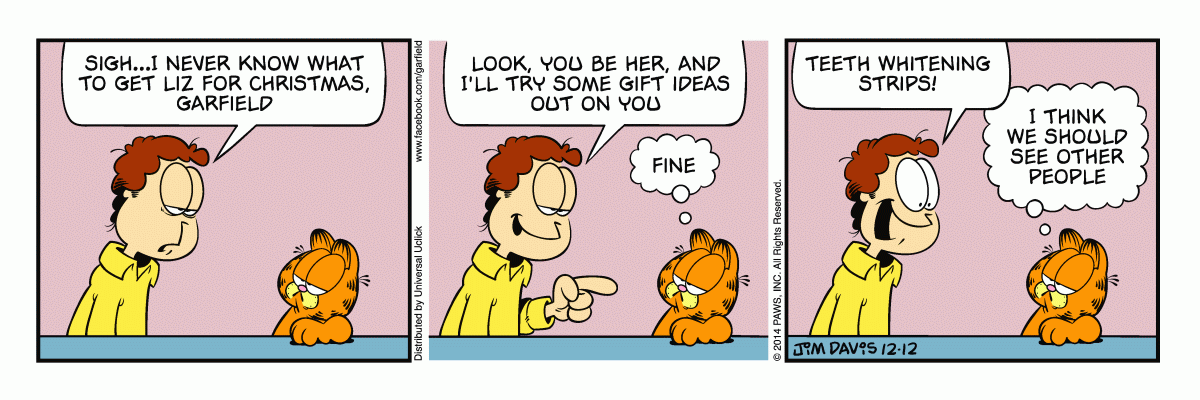 SIGH...I NEVER KNOW WHAT
TO GET LIZ FOR CHRISTMAS,
GARFIELD
www.facebook.com/garfield
Distributed by Universal Uclick
LOOK, YOU BE HER, AND
I'LL TRY SOME GIFT IDEAS
OUT ON YOU
FINE
© 2014 PAWS, INC. All Rights Reserved.
TEETH WHITENING
STRIPS!
I THINK
WE SHOULD
SEE OTHER
PEOPLE
JIM DAVIS 12-12